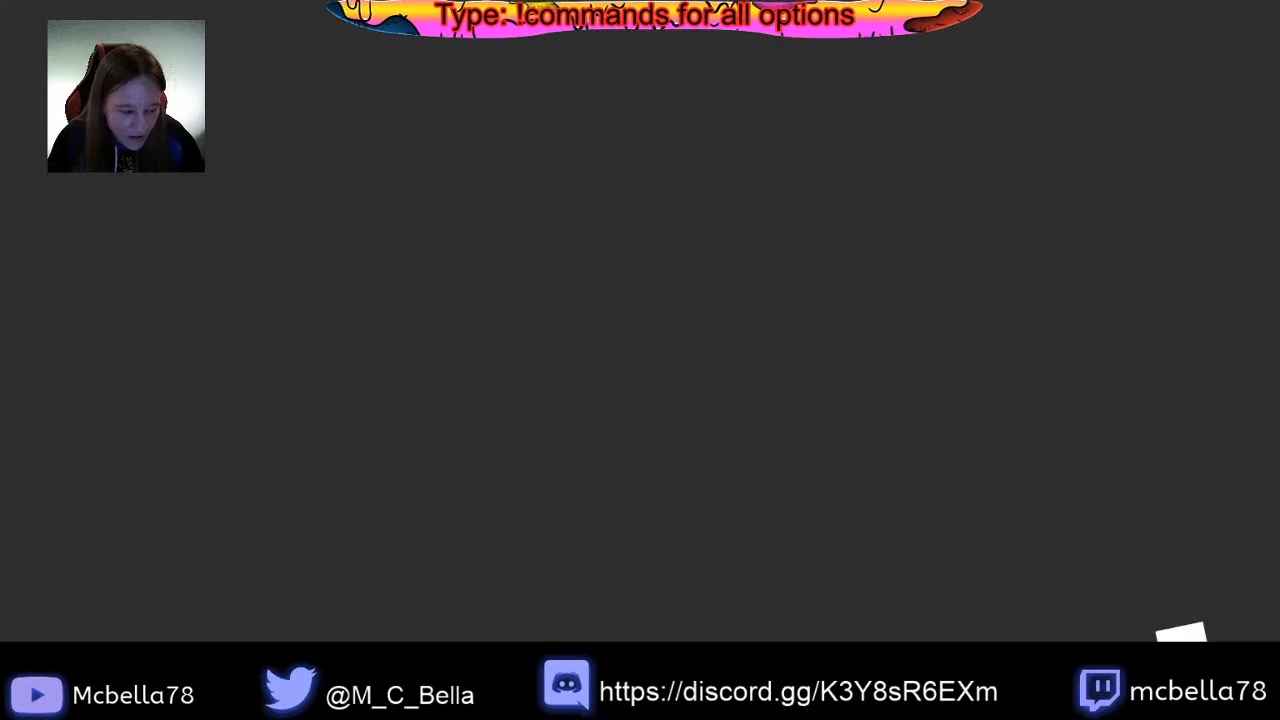 Type: !commands for all options
Mcbella78
@M_C_Bella
https://discord.gg/K3Y8sR6EXm
mcbella78